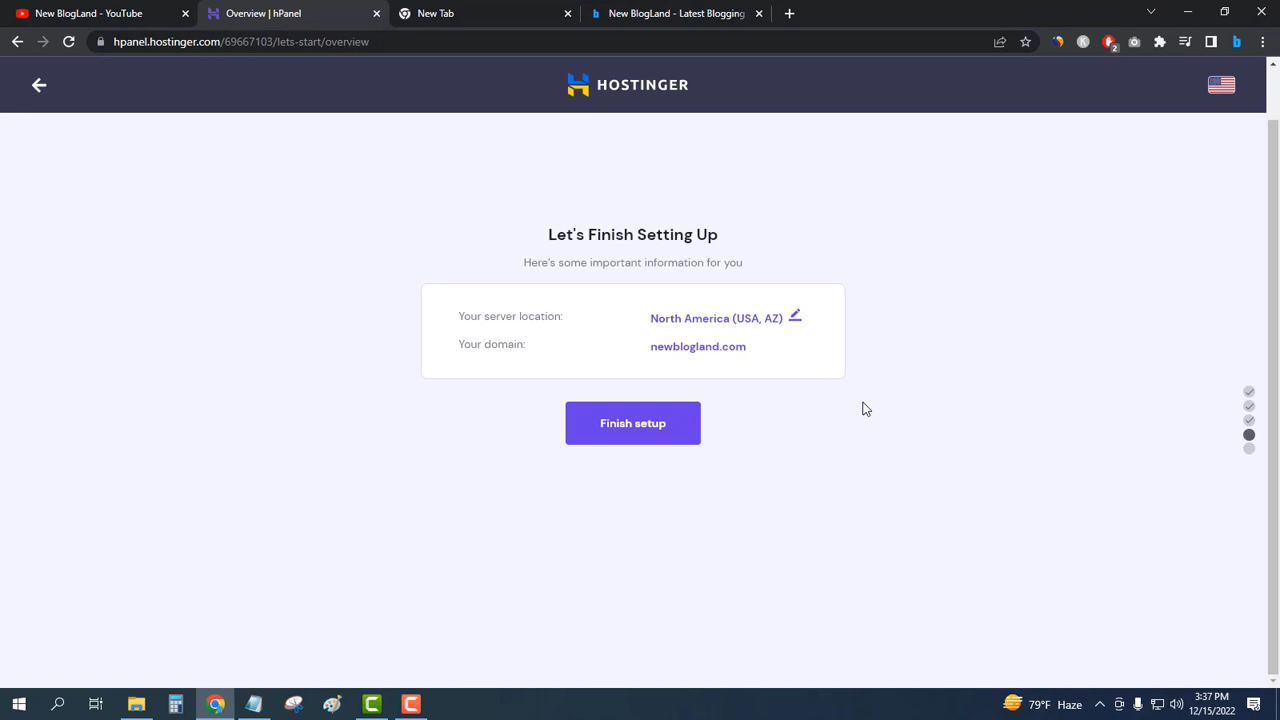 New BlogLand - YouTube
Overview | hPanel
New Tab
New BlogLand - Latest Blogging
hpanel.hostinger.com/69667103/lets-start/overview
2
HOSTINGER
Let's Finish Setting Up
Here's some important information for you
Your server location:
North America (USA, AZ)
Your domain:
newblogland.com
Finish setup
79°F Haze
3:37 PM
12/15/2022